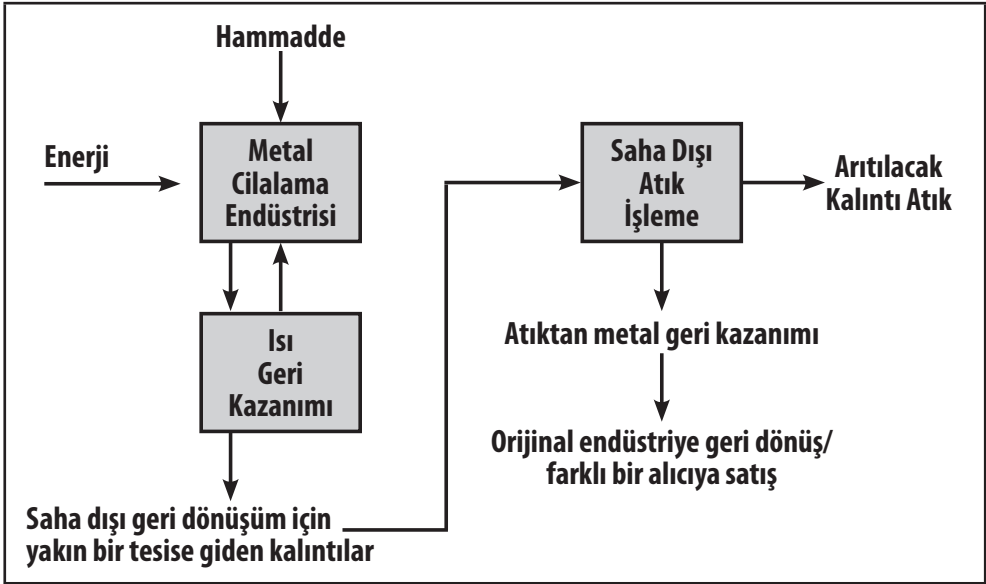 Hammadde
Enerji
Metal
Cilalama
Endüstrisi
Isı
Geri
Kazanımı
Saha dışı geri dönüşüm için
yakın bir tesise giden kalıntılar
Saha Dışı
Atık
İşleme
Arıtılacak
Kalıntı Atık
Atıktan metal geri kazanımı
Orijinal endüstriye geri dönüş/
farklı bir alıcıya satış